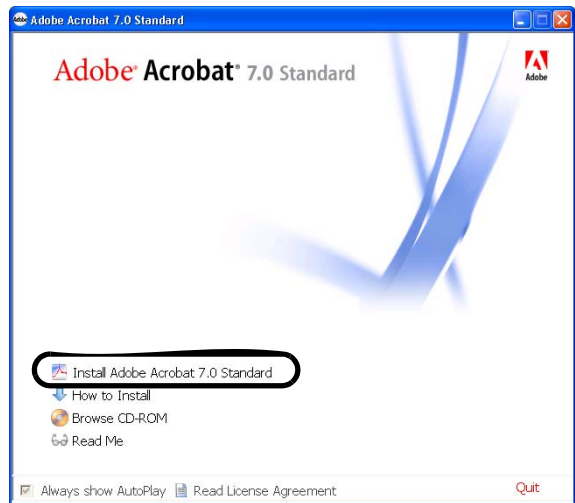 Adobe Acrobat 7.0 Standard
Adobe® Acrobat® 7.0 Standard
Adobe
Install Adobe Acrobat 7.0 Standard
How to Install
Browse CD-ROM
Read Me
Always show AutoPlay Read License Agreement Quit